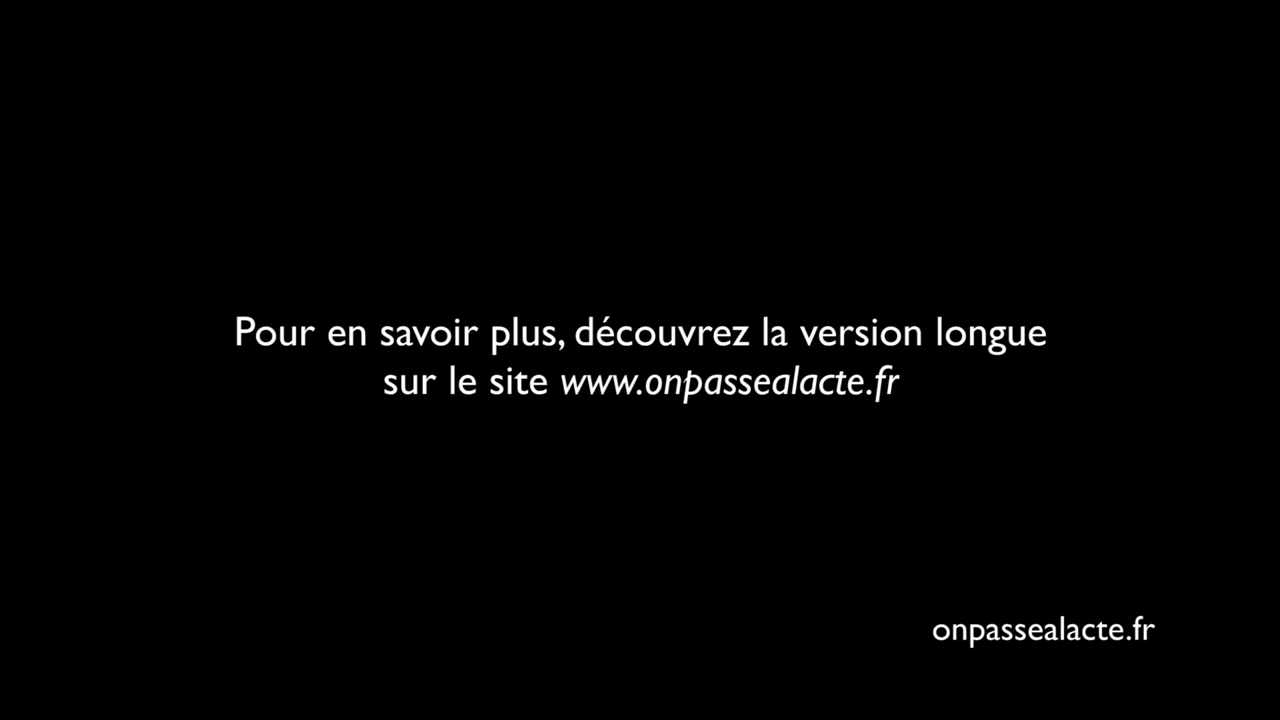 Pour en savoir plus, découvrez la version longue
sur le site www.onpassealacte.fr
onpassealacte.fr